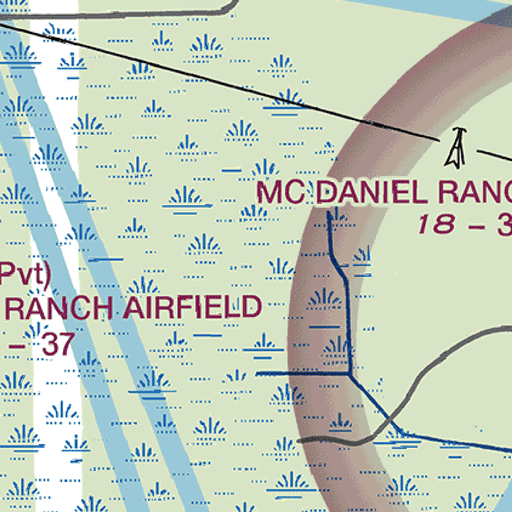 MC DANIEL RANC
18 - 3
Pvt)
RANCH AIRFIELD
- 37